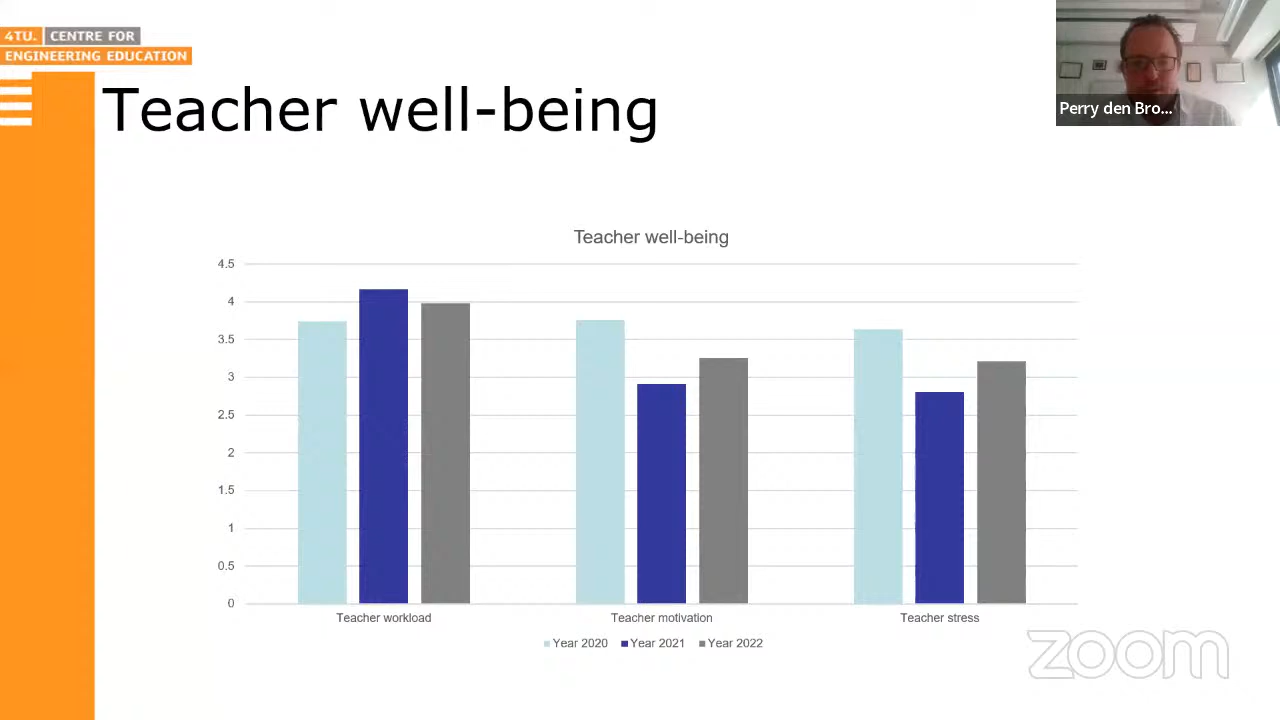 4TU. CENTRE FOR
ENGINEERING EDUCATION
Teacher well-being
Perry den Bro...
Teacher well-being
4.5
4
3.5
3
2.5
2
1.5
1
0.5
0
Teacher workload Teacher motivation Teacher stress
Year 2020 Year 2021 Year 2022
zoom